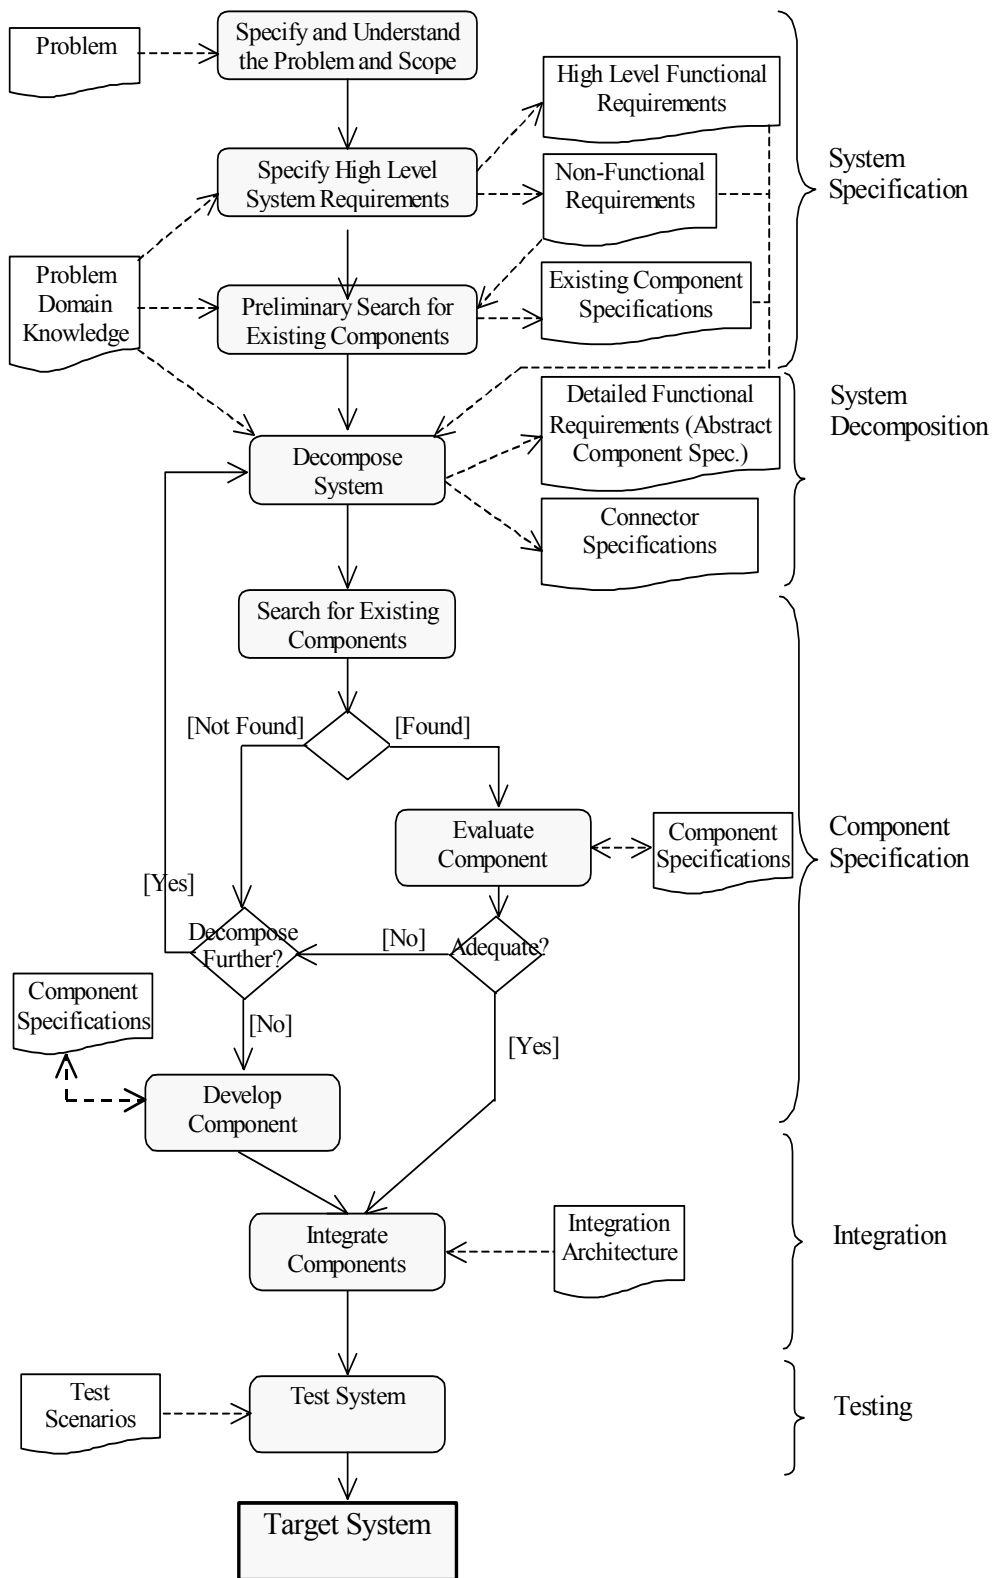 Problem
Specify and Understand
the Problem and Scope
High Level Functional
Requirements
Specify High Level
System Requirements
Non-Functional
Requirements
System
Specification
Problem
Domain
Knowledge
Preliminary Search for
Existing Components
Existing Component
Specifications
Decompose
System
Detailed Functional
Requirements (Abstract
Component Spec.)
System
Decomposition
Connector
Specifications
Search for Existing
Components
[Not Found]
[Found]
Evaluate
Component
Component
Specifications
Component
Specification
[Yes]
Decompose
Further?
[No]
Adequate?
Component
Specifications
[No]
[Yes]
Develop
Component
Integrate
Components
Integration
Architecture
Integration
Test
Scenarios
Test System
Testing
Target System